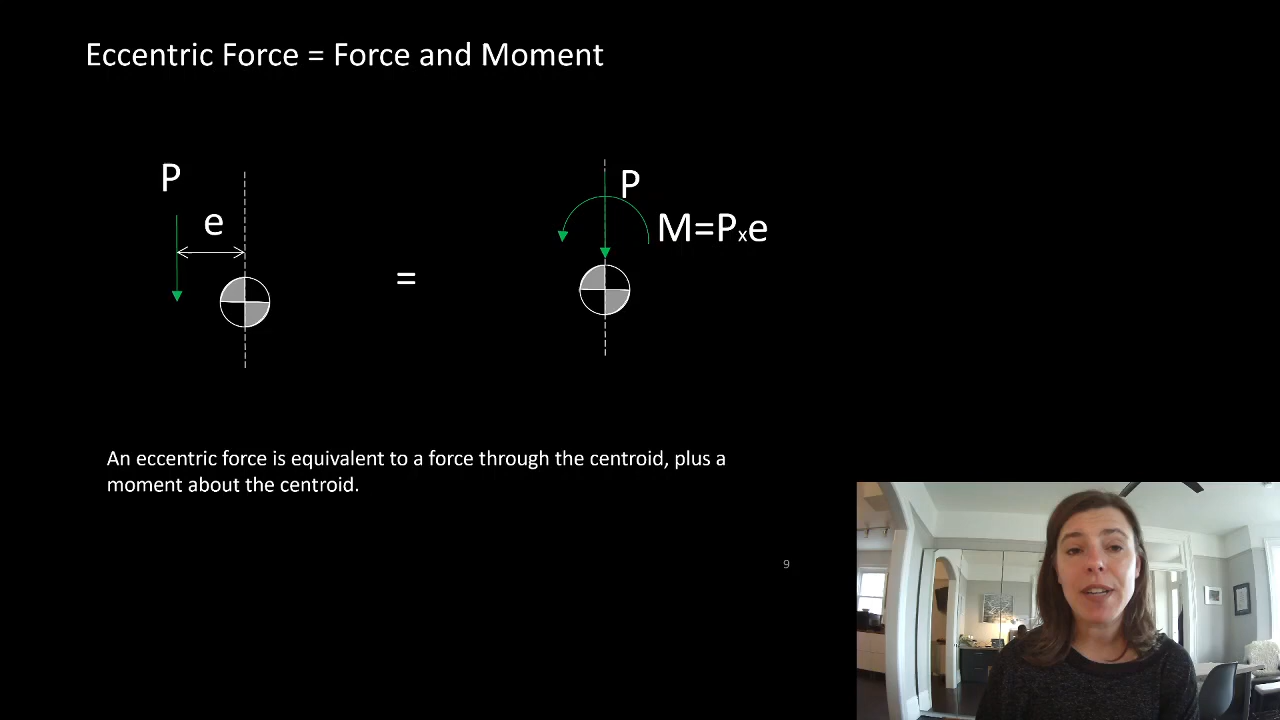 Eccentric Force = Force and Moment
P
e
=
P
M=Pxe
An eccentric force is equivalent to a force through the centroid, plus a
moment about the centroid.
9